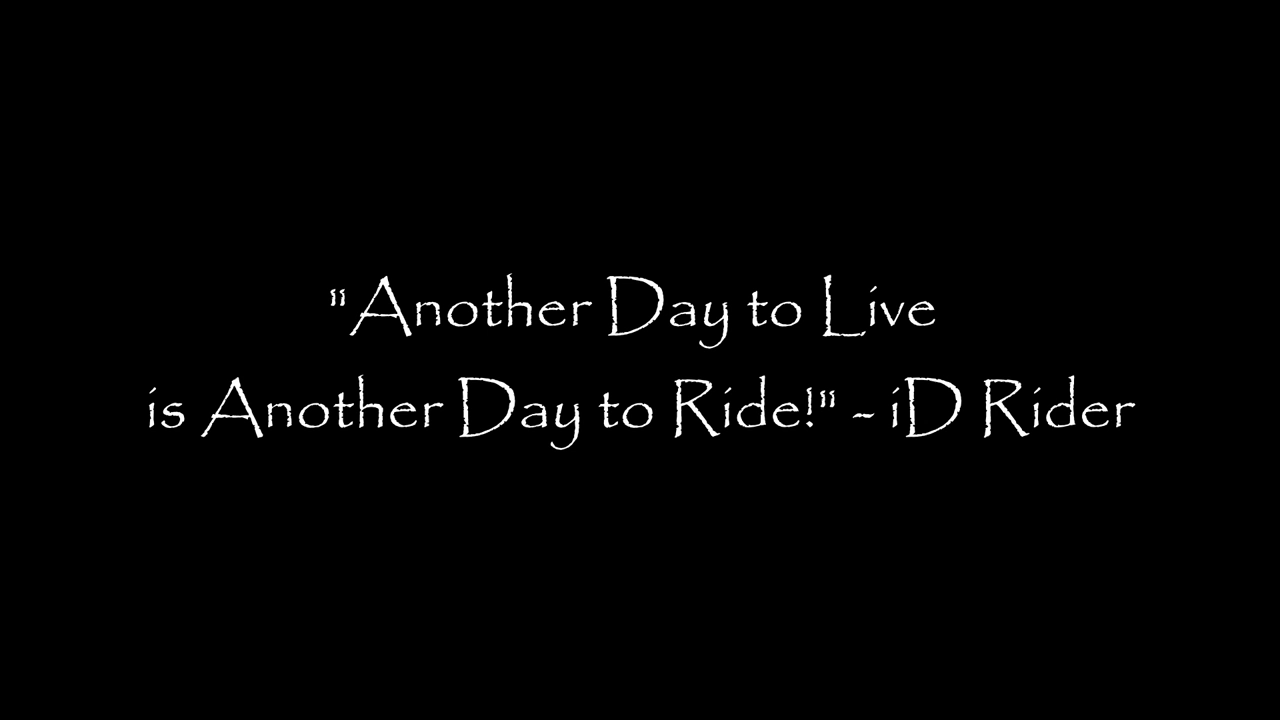 "Another Day to Live
is Another Day to Ride!" - iD Rider